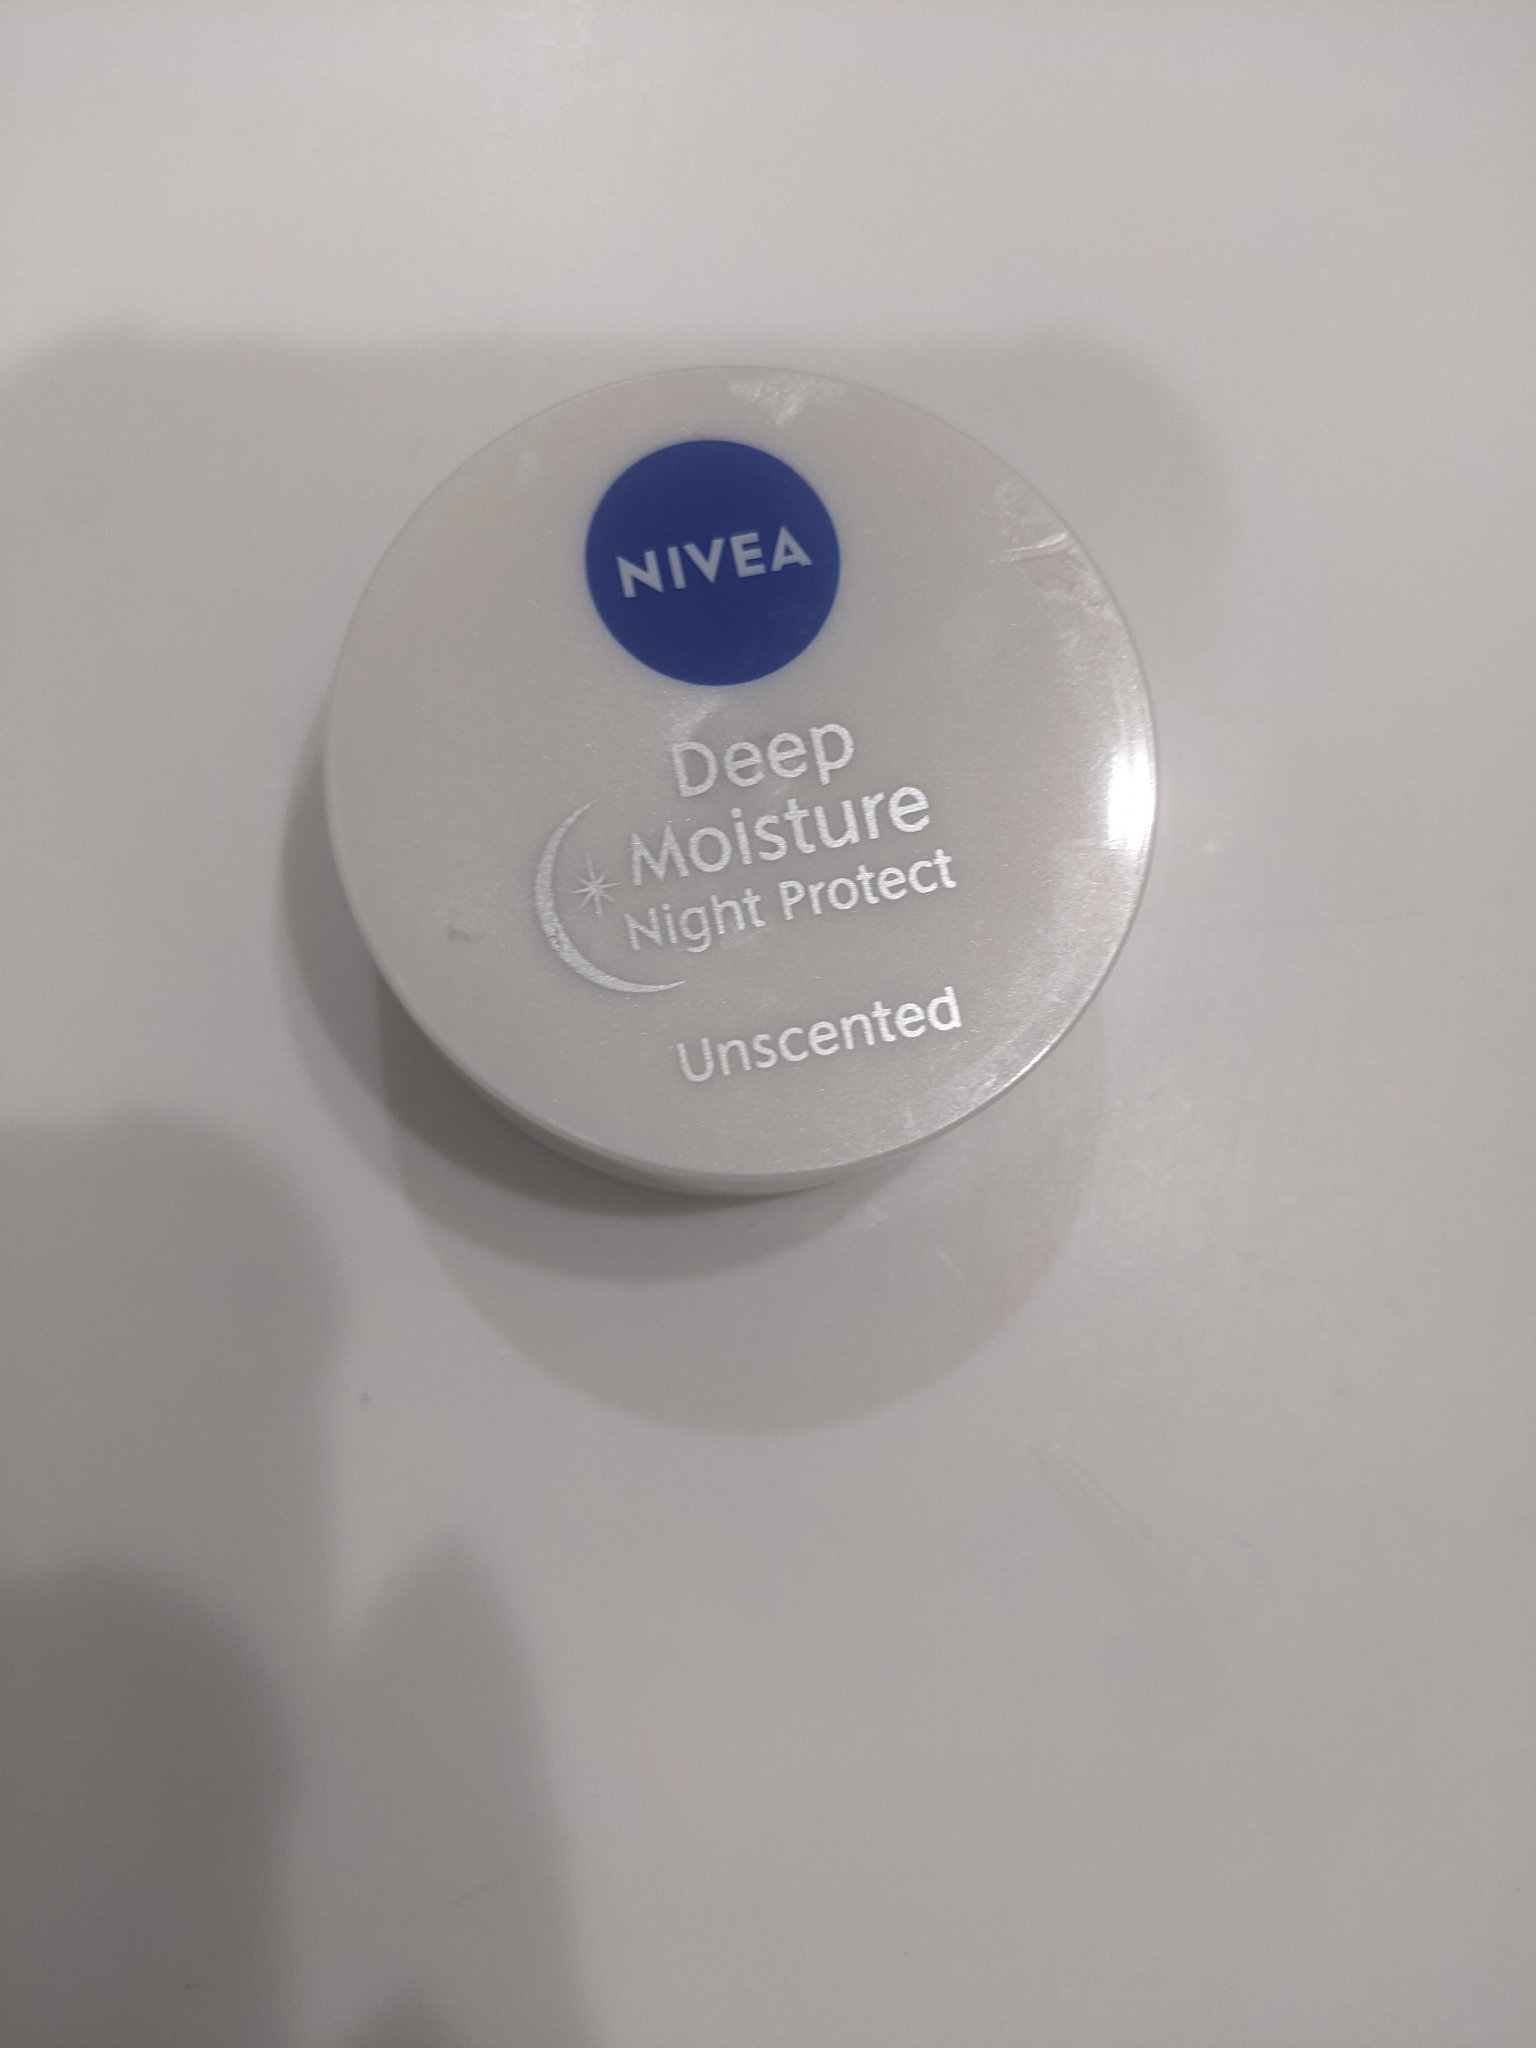 NIVEA
Deep
Moisture
Night Protect
Unscented